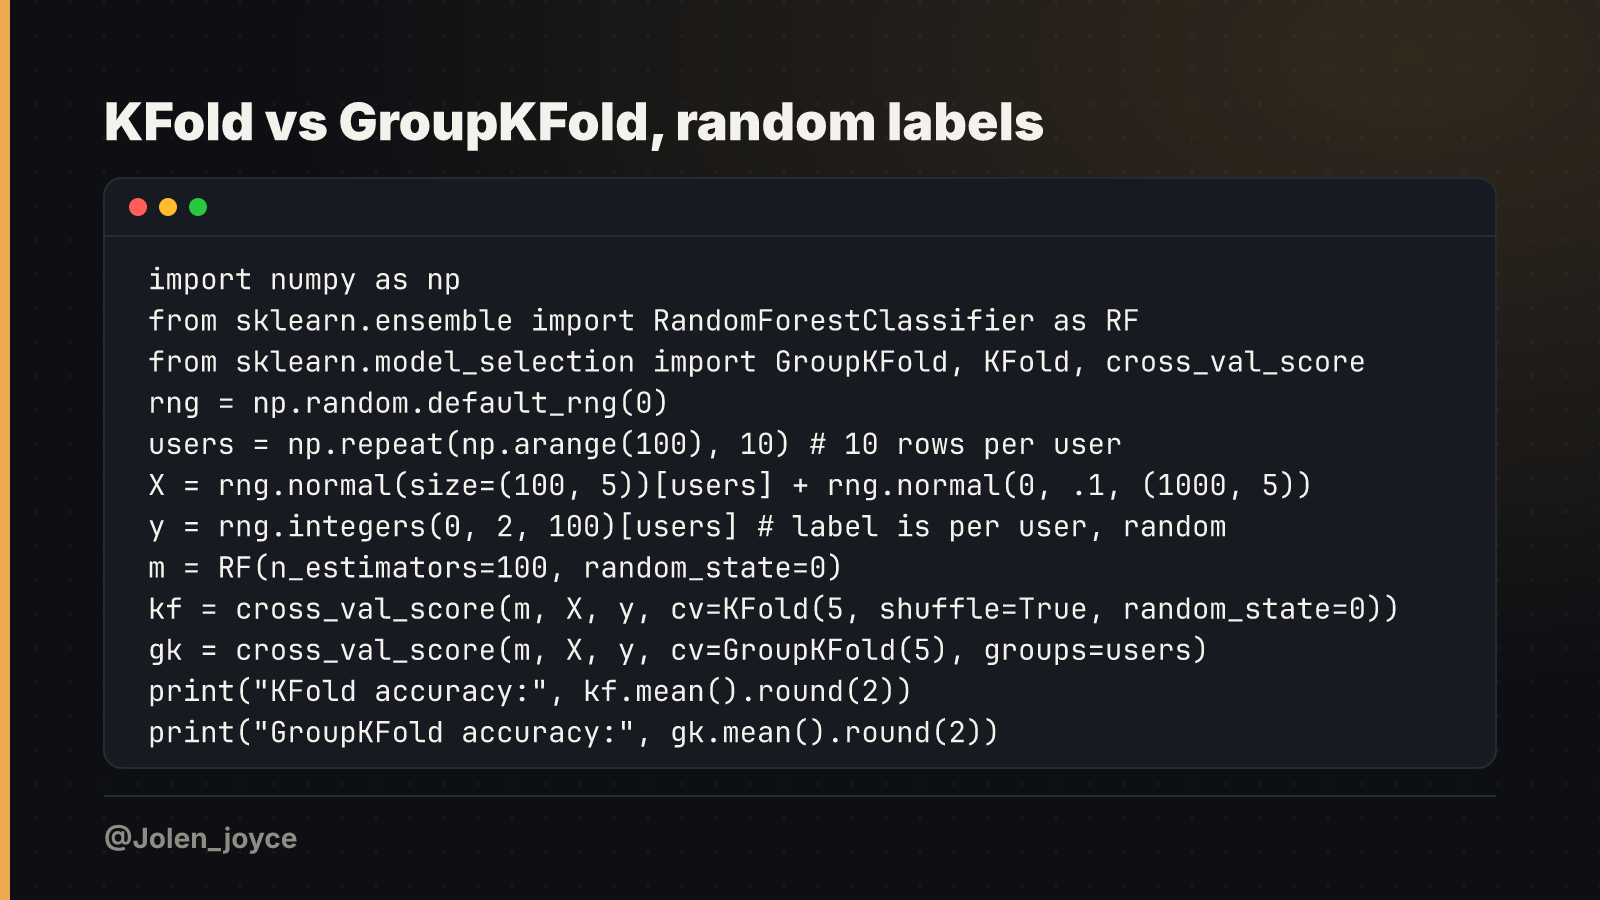 KFold vs GroupKFold, random labels
import numpy as np
from sklearn.ensemble import RandomForestClassifier as RF
from sklearn.model_selection import GroupKFold, KFold, cross_val_score
rng = np.random.default_rng(0)
users = np.repeat(np.arange(100), 10) # 10 rows per user
X = rng.normal(size=(100, 5))[users] + rng.normal(0, .1, (1000, 5))
y = rng.integers(0, 2, 100)[users] # label is per user, random
m = RF(n_estimators=100, random_state=0)
kf = cross_val_score(m, X, y, cv=KFold(5, shuffle=True, random_state=0))
gk = cross_val_score(m, X, y, cv=GroupKFold(5), groups=users)
print("KFold accuracy:", kf.mean().round(2))
print("GroupKFold accuracy:", gk.mean().round(2))
@Jolen_joyce